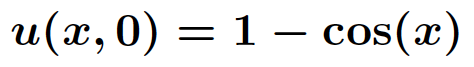 u(x, 0) = 1 − cos(x)